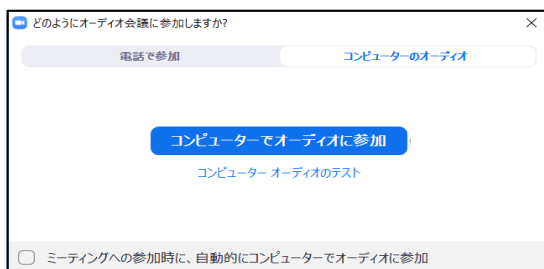 どのようにオーディオ会議に参加しますか?
電話で参加
コンピューターのオーディオ
コンピューターでオーディオに参加
コンピューター オーディオのテスト
ミーティングへの参加時に、自動的にコンピューターでオーディオに参加